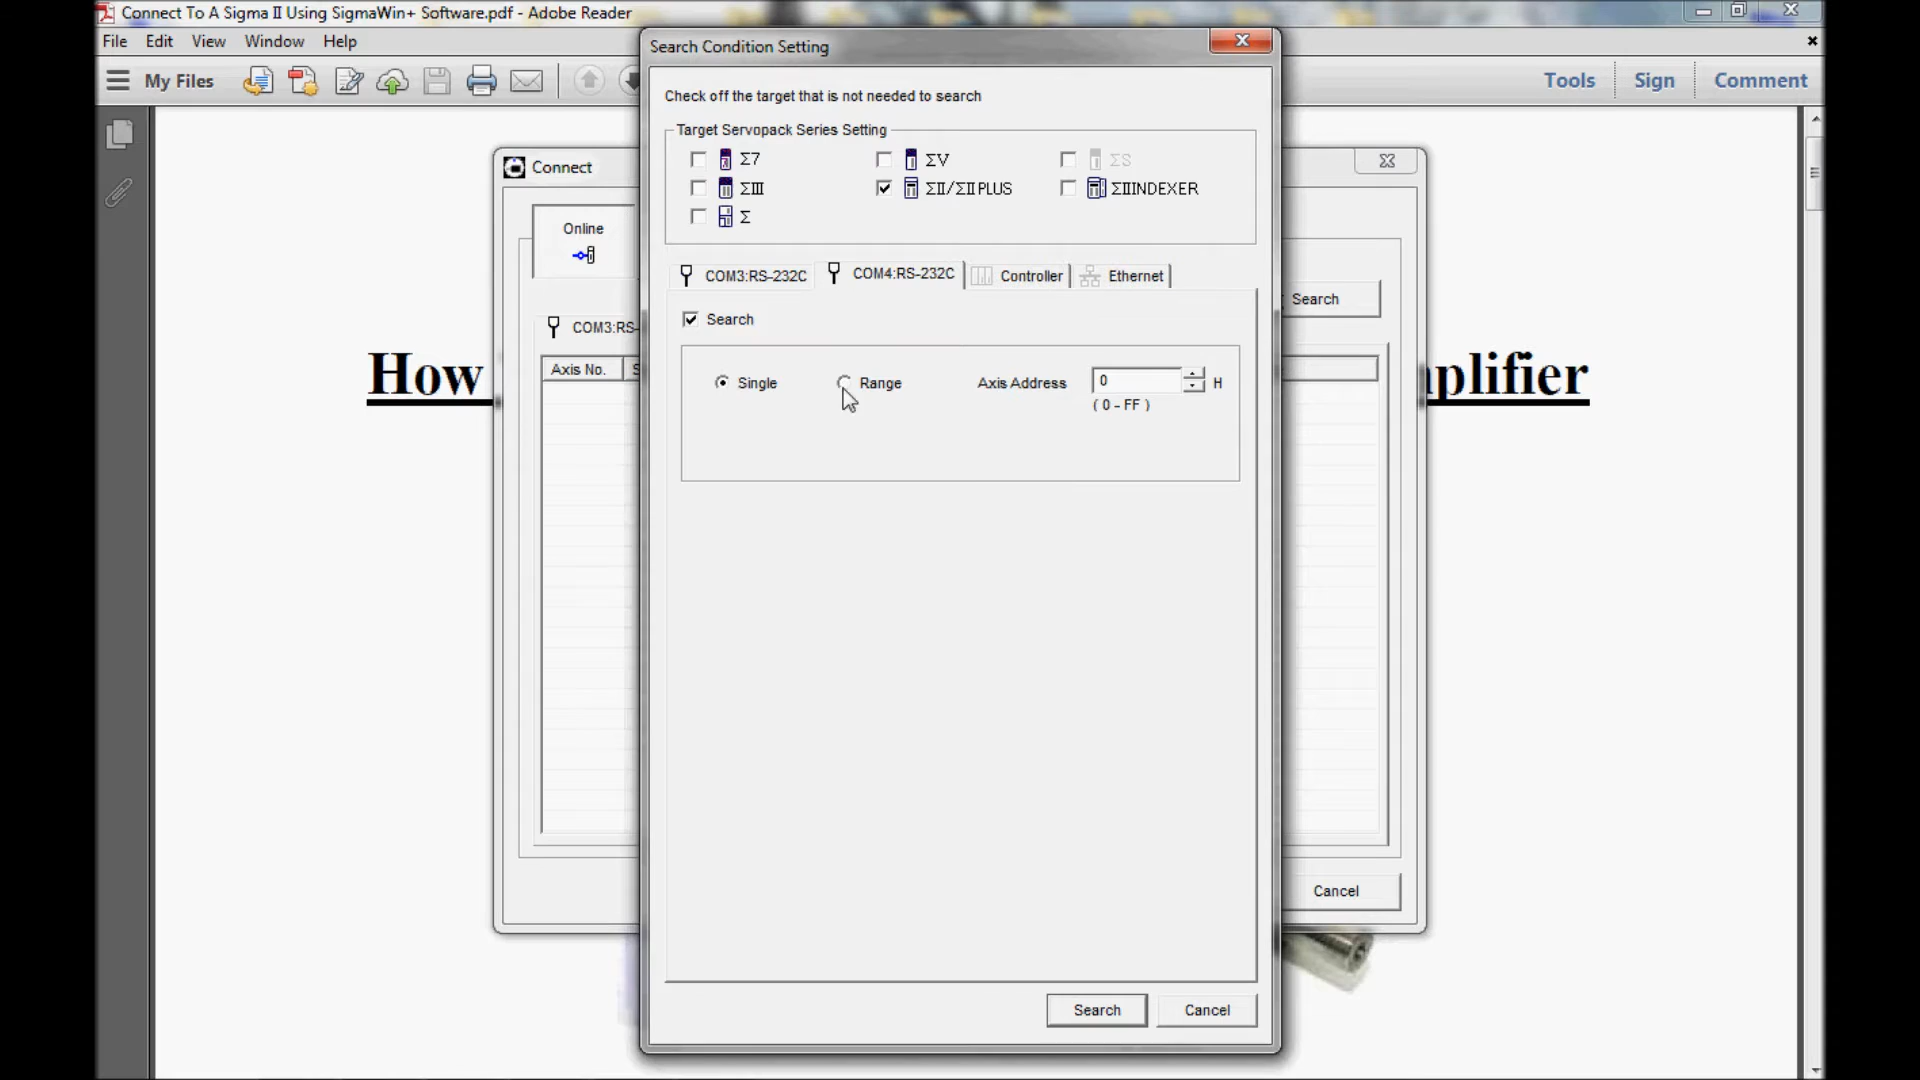 Connect To A Sigma II Using SigmaWin+ Software.pdf - Adobe Reader
File Edit View Window Help
My Files
Tools Sign Comment
Search Condition Setting
Check off the target that is not needed to search
Target Servopack Series Setting
Σ7 ΣV ΣS
ΣIII ΣII/ΣIIPLUS ΣIIINDEXER
Σ
Connect
Online
COM3:RS-232C COM4:RS-232C Controller Ethernet
Search
Search
COM3:RS-
Axis No. S
How
plifier
Single Range Axis Address 0 H
( 0 - FF )
Cancel
Search Cancel